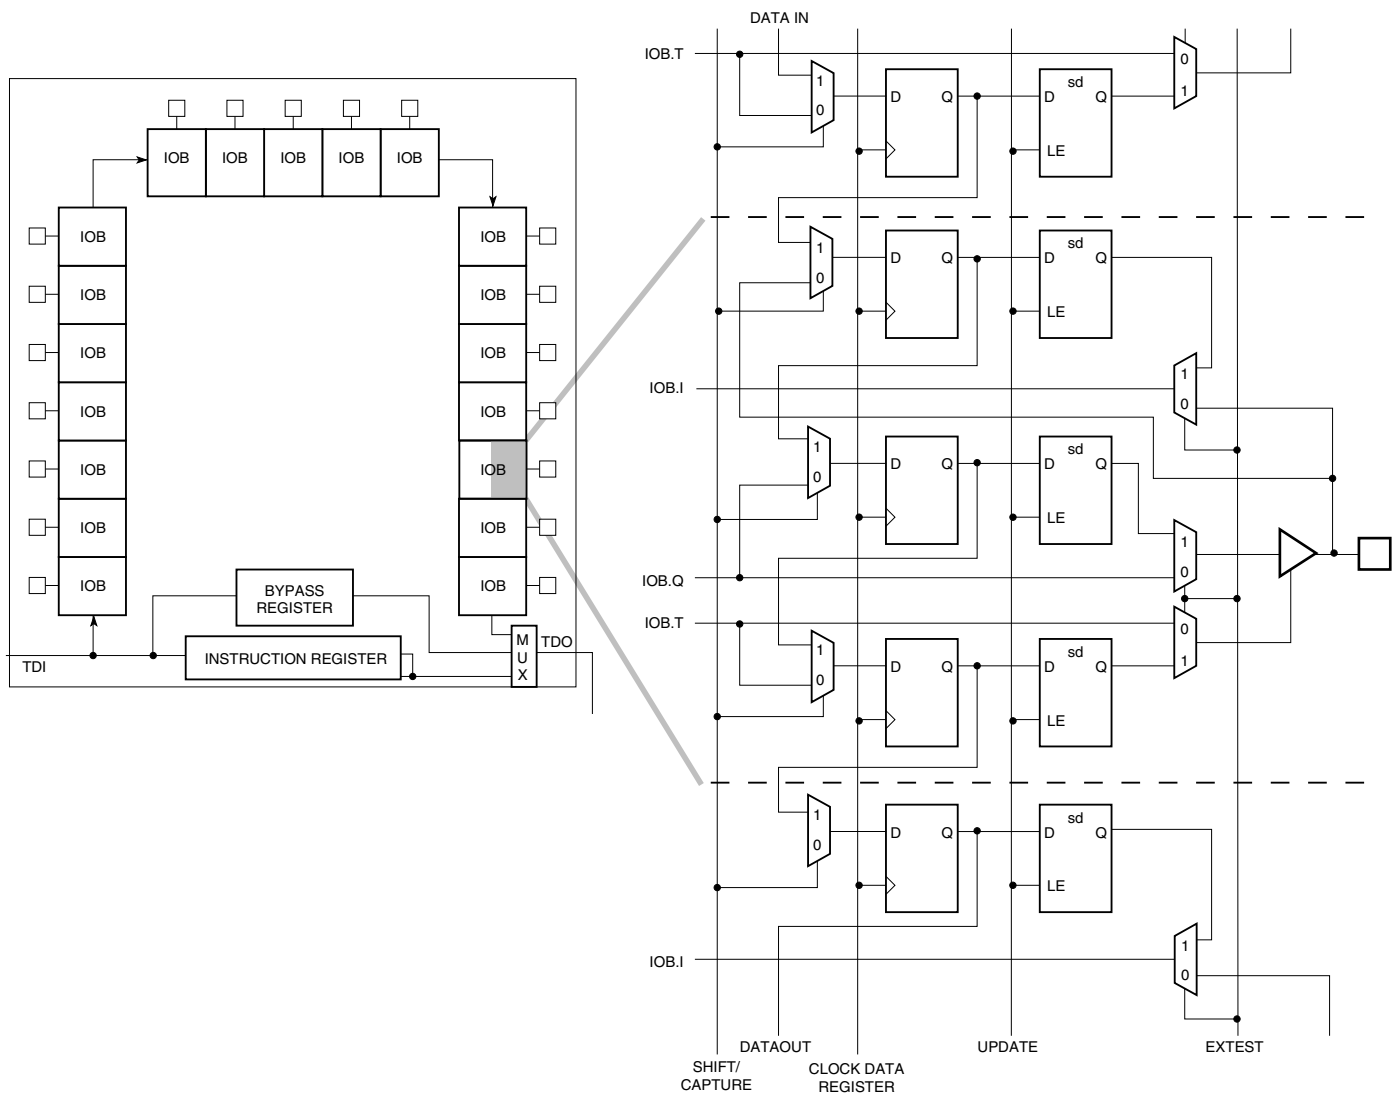 DATA IN
IOB.T
IOB IOB IOB IOB IOB
IOB
IOB
IOB
IOB
IOB
IOB
IOB
IOB
IOB
IOB
IOB
IOB
IOB
IOB
BYPASS
REGISTER
INSTRUCTION REGISTER
TDI
M
U
X
TDO
1
0
D Q
D sd Q
LE
0
1
1
0
D Q
D sd Q
LE
IOB.I
1
0
1
0
D Q
D sd Q
LE
1
0
IOB.Q
IOB.T
0
1
1
0
D Q
D sd Q
LE
1
0
D Q
D sd Q
LE
IOB.I
1
0
DATAOUT
UPDATE
EXTEST
SHIFT/
CAPTURE
CLOCK DATA
REGISTER